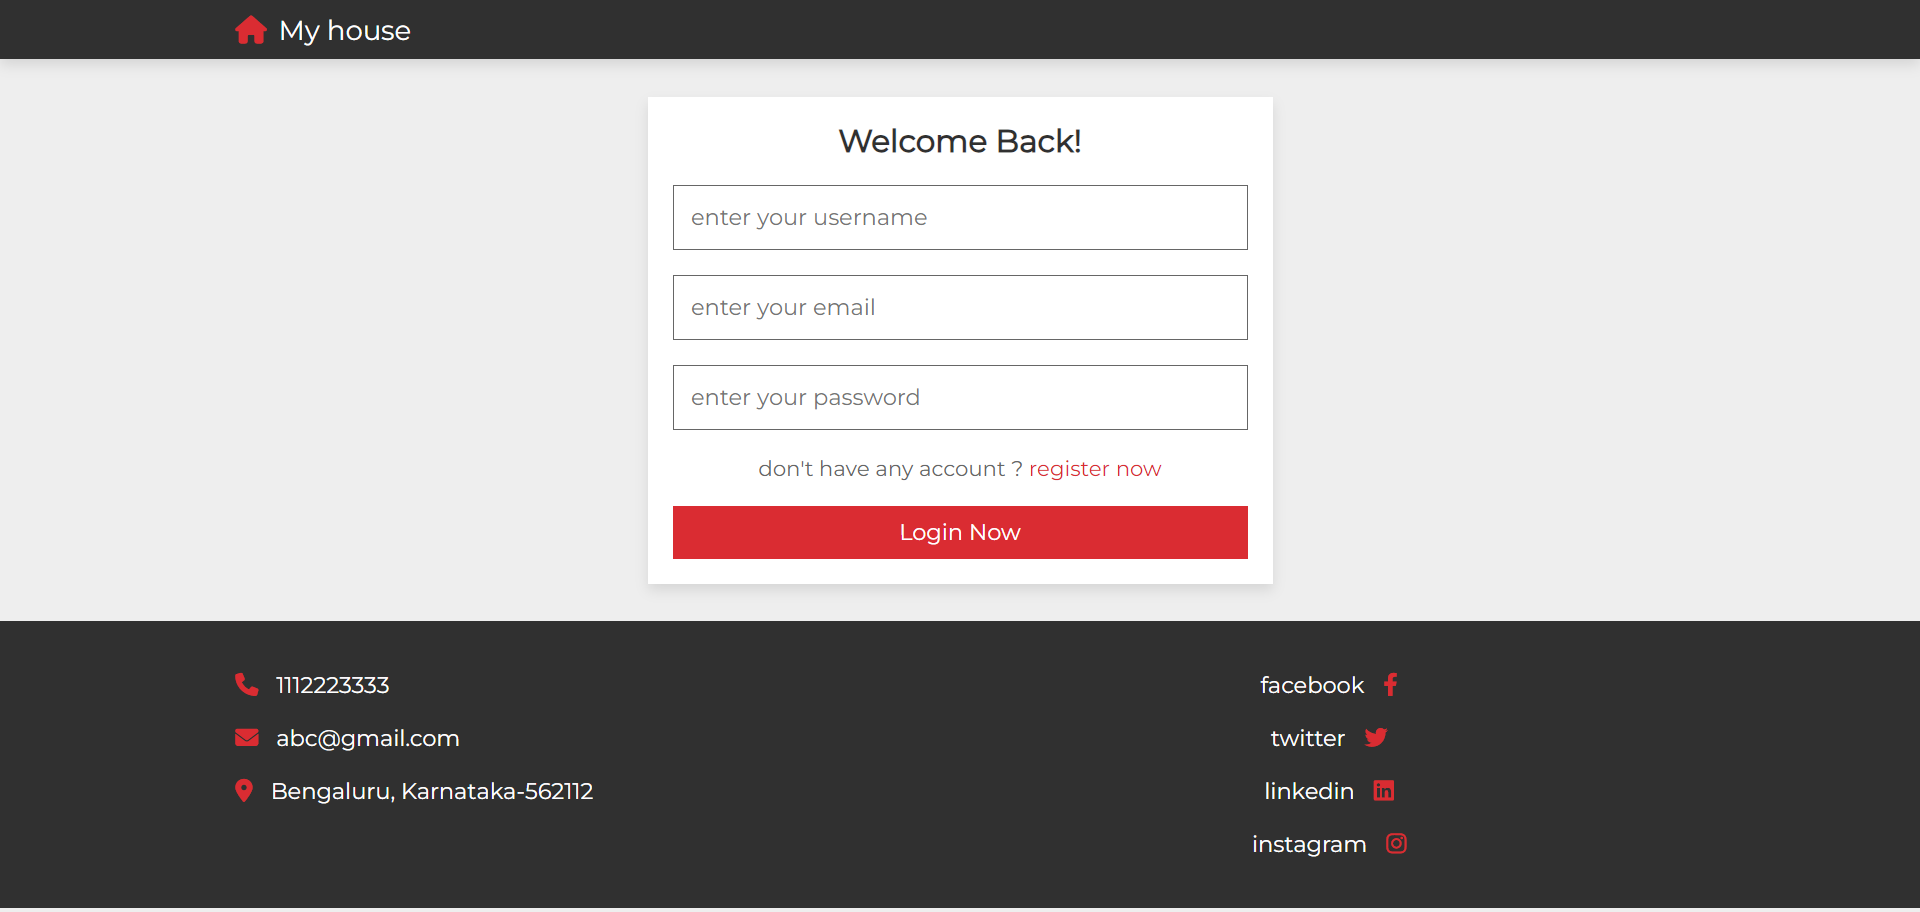 My house
Welcome Back!
enter your username
enter your email
enter your password
don't have any account ? register now
Login Now
1112223333
abc@gmail.com
Bengaluru, Karnataka-562112
facebook
twitter
linkedin
instagram